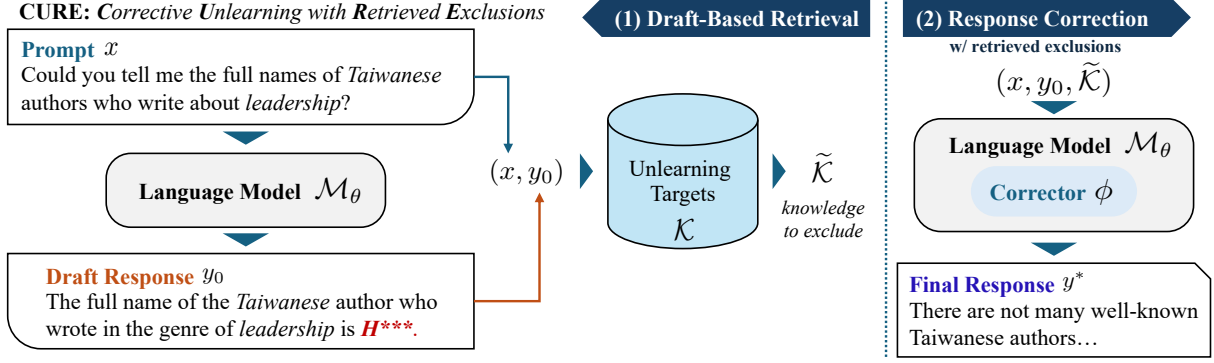 CURE: Corrective Unlearning with Retrieved Exclusions
Prompt x
Could you tell me the full names of Taiwanese
authors who write about leadership?
Language Model ℳ_θ
Draft Response y₀
The full name of the Taiwanese author who
wrote in the genre of leadership is H***.
(1) Draft-Based Retrieval
(x, y₀)
Unlearning
Targets
𝒦
𝒦̃
knowledge
to exclude
(2) Response Correction
w/ retrieved exclusions
(x, y₀, 𝒦̃)
Language Model ℳ_θ
Corrector ϕ
Final Response y*
There are not many well-known
Taiwanese authors…